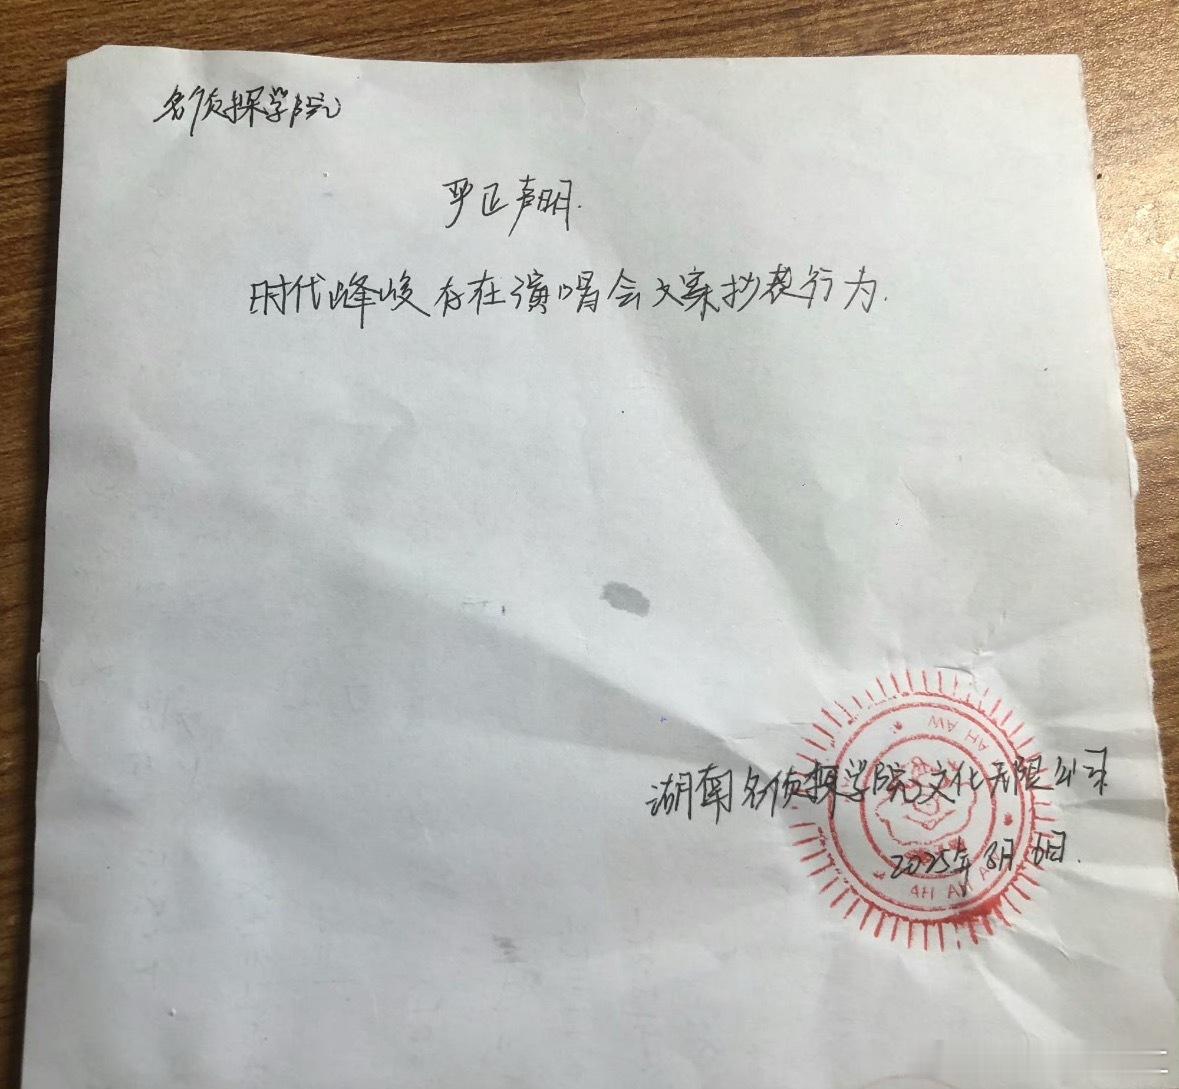 名侦探学院
严正声明.
时代峰峻存在演唱会文案抄袭行为.
湖南名侦探学院文化有限公司
2025年8月6日.